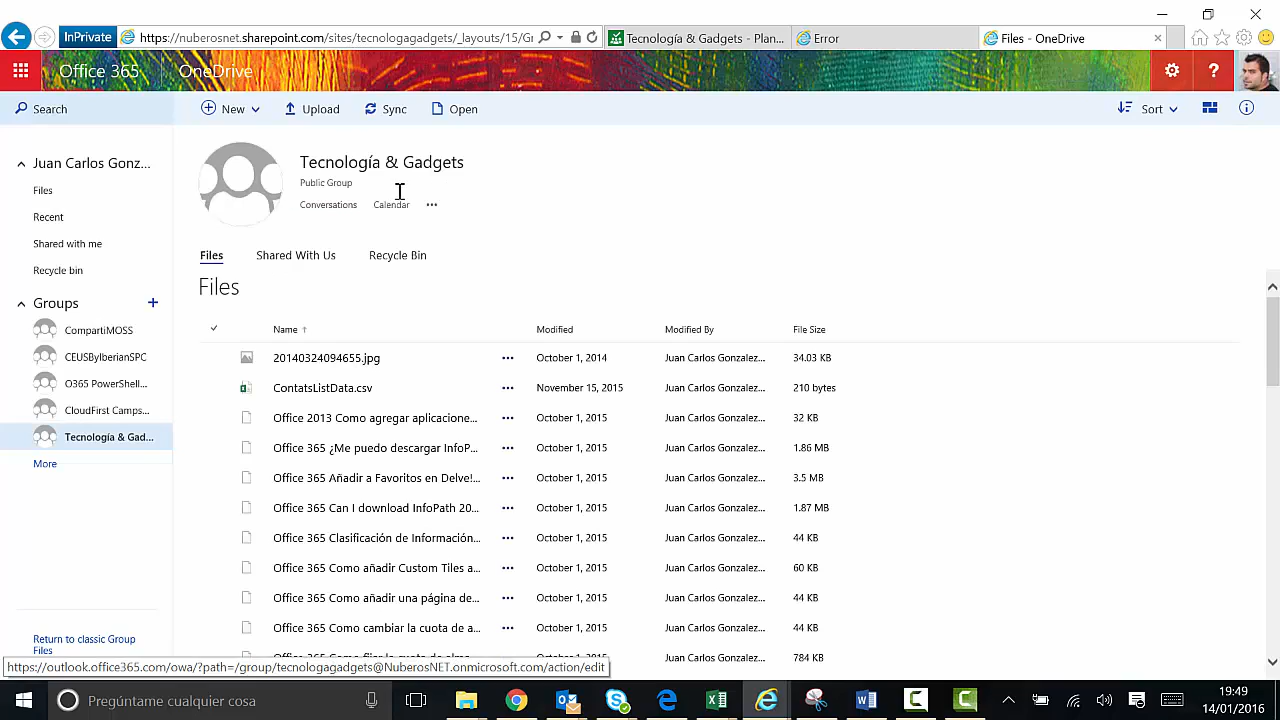 InPrivate https://nuberosnet.sharepoint.com/sites/tecnologagadgets/_layouts/15/G Tecnología & Gadgets - Plan... Error Files - OneDrive
Office 365 OneDrive ?
Search New Upload Sync Open Sort
Juan Carlos Gonz...
Files
Recent
Shared with me
Recycle bin
Groups +
CompartiMOSS
CEUSByIberianSPC
O365 PowerShell...
CloudFirst Camps...
Tecnología & Gad...
More
Return to classic Group
Files
Tecnología & Gadgets
Public Group
Conversations Calendar ...
Files Shared With Us Recycle Bin
Files
Name ↑ Modified Modified By File Size
20140324094655.jpg ... October 1, 2014 Juan Carlos Gonzalez... 34.03 KB
ContatsListData.csv ... November 15, 2015 Juan Carlos Gonzalez... 210 bytes
Office 2013 Como agregar aplicacione... ... October 1, 2015 Juan Carlos Gonzalez... 32 KB
Office 365 ¿Me puedo descargar InfoP... ... October 1, 2015 Juan Carlos Gonzalez... 1.86 MB
Office 365 Añadir a Favoritos en Delve!... ... October 1, 2015 Juan Carlos Gonzalez... 3.5 MB
Office 365 Can I download InfoPath 20... ... October 1, 2015 Juan Carlos Gonzalez... 1.87 MB
Office 365 Clasificación de Información... ... October 1, 2015 Juan Carlos Gonzalez... 44 KB
Office 365 Como añadir Custom Tiles a... ... October 1, 2015 Juan Carlos Gonzalez... 60 KB
Office 365 Como añadir una página de... ... October 1, 2015 Juan Carlos Gonzalez... 44 KB
Office 365 Como cambiar la cuota de a... ... October 1, 2015 Juan Carlos Gonzalez... 44 KB
October 1, 2015 Juan Carlos Gonzalez... 784 KB
https://outlook.office365.com/owa/?path=/group/tecnologagadgets@NuberosNET.onmicrosoft.com/action/edit
Pregúntame cualquier cosa
19:49
14/01/2016